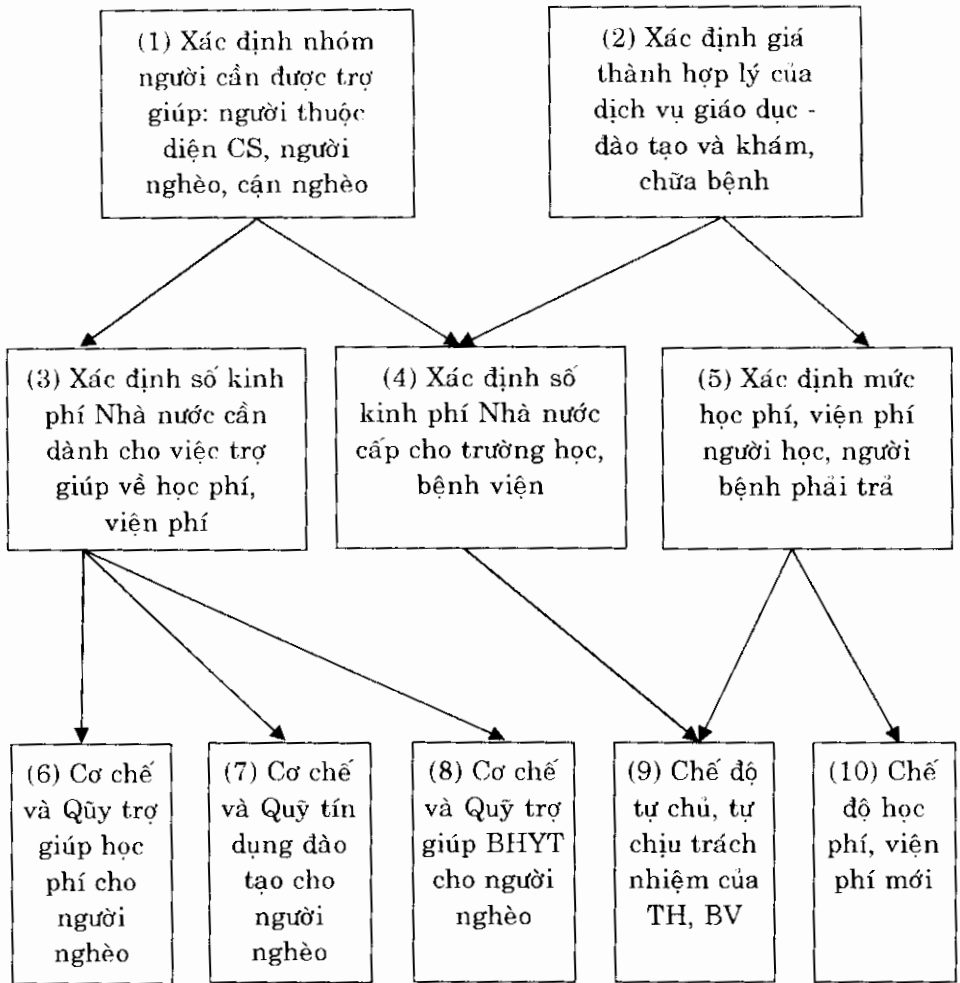 (1) Xác định nhóm
người cần được trợ
giúp: người thuộc
diện CS, người
nghèo, cận nghèo
(2) Xác định giá
thành hợp lý của
dịch vụ giáo dục -
đào tạo và khám,
chữa bệnh
(3) Xác định số kinh
phí Nhà nước cần
dành cho việc trợ
giúp về học phí,
viện phí
(4) Xác định số
kinh phí Nhà nước
cấp cho trường học,
bệnh viện
(5) Xác định mức
học phí, viện phí
người học, người
bệnh phải trả
(6) Cơ chế
và Qũy trợ
giúp học
phí cho
người
nghèo
(7) Cơ chế
và Quỹ tín
dụng đào
tạo cho
người
nghèo
(8) Cơ chế
và Quỹ trợ
giúp BHYT
cho người
nghèo
(9) Chế độ
tự chủ, tự
chịu trách
nhiệm của
TH, BV
(10) Chế
độ học
phí, viện
phí mới